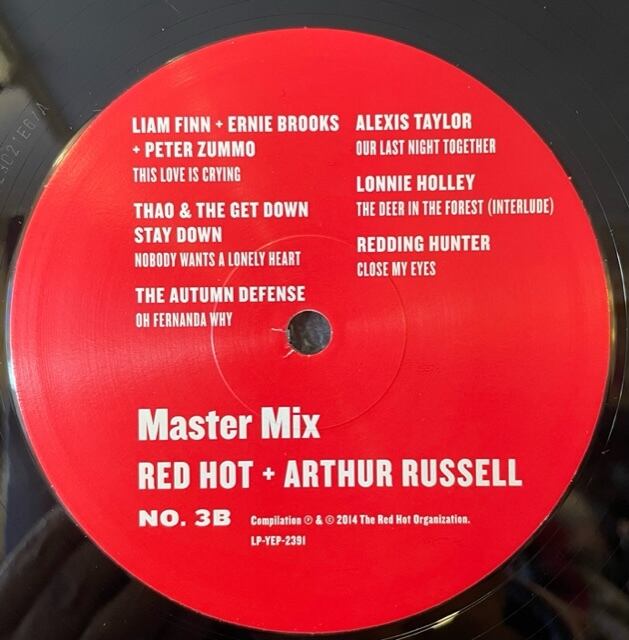 LIAM FINN + ERNIE BROOKS
+ PETER ZUMMO
THIS LOVE IS CRYING
THAO & THE GET DOWN
STAY DOWN
NOBODY WANTS A LONELY HEART
THE AUTUMN DEFENSE
OH FERNANDA WHY
ALEXIS TAYLOR
OUR LAST NIGHT TOGETHER
LONNIE HOLLEY
THE DEER IN THE FOREST (INTERLUDE)
REDDING HUNTER
CLOSE MY EYES
Master Mix
RED HOT + ARTHUR RUSSELL
NO. 3B
Compilation ℗ & © 2014 The Red Hot Organization.
LP-YEP-2391